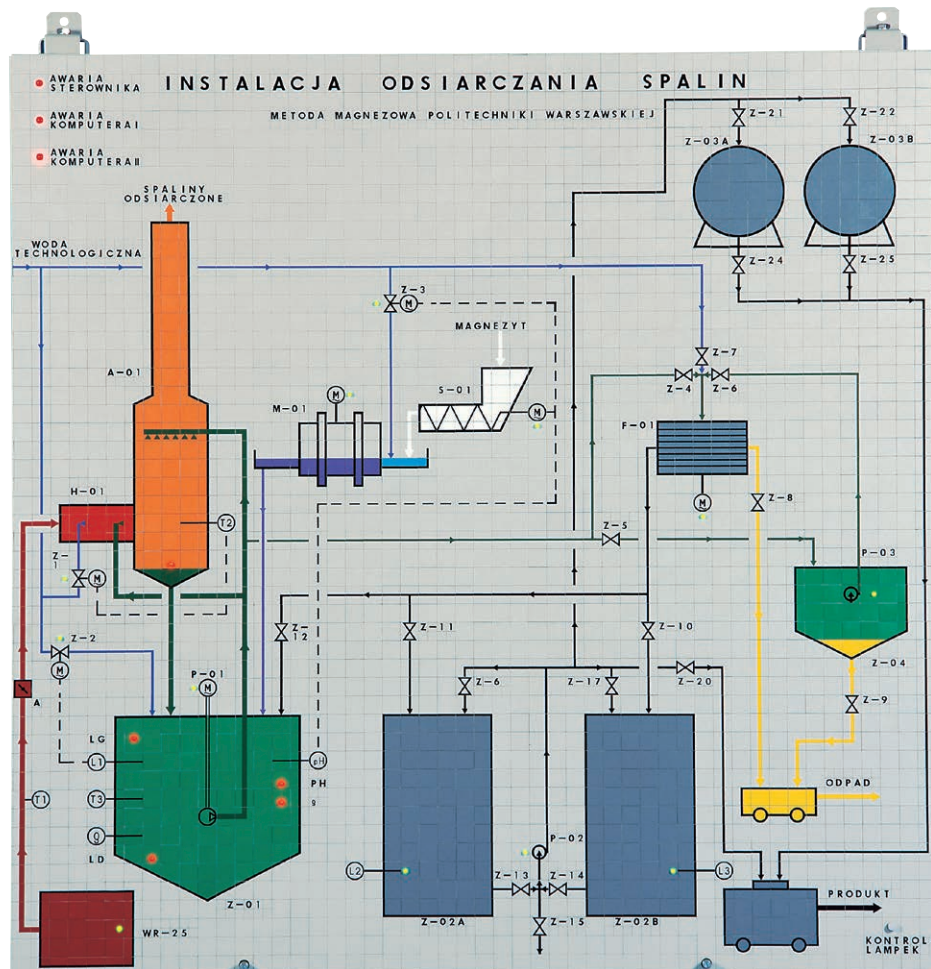 AWARIA
STEROWNIKA
AWARIA
KOMPUTERA I
AWARIA
KOMPUTERA II
INSTALACJA ODSIARCZANIA SPALIN
METODA MAGNEZOWA POLITECHNIKI WARSZAWSKIEJ
Z-21
Z-22
Z-03A
Z-03B
SPALINY
ODSIARCZONE
WODA
TECHNOLOGICZNA
Z-24
Z-25
Z-3
M
MAGNEZYT
Z-7
A-01
S-01
Z-4
Z-6
M-01
M
M
F-01
H-01
Z-8
M
T2
Z-5
P-03
Z-1
M
Z-12
Z-11
Z-10
Z-2
M
P-01
M
Z-6
Z-17
Z-20
Z-04
Z-9
A
LG
L1
pH
PH
g
T1
T3
ODPAD
g
LD
P-02
L2
Z-13
Z-14
L3
Z-01
Z-02A
Z-15
Z-02B
PRODUKT
WR-25
KONTROL
LAMPEK